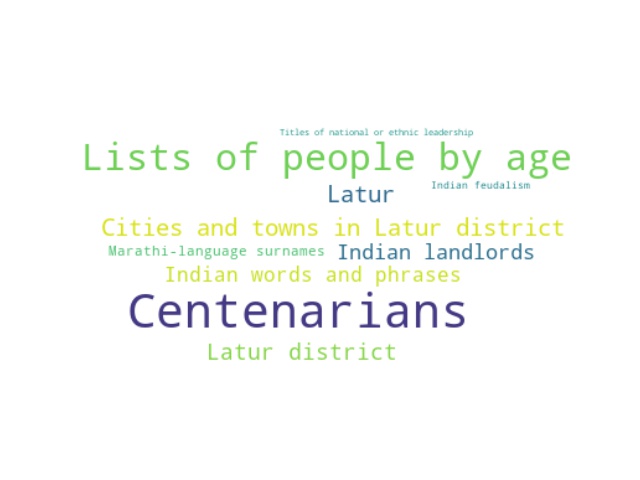 Titles of national or ethnic leadership
Lists of people by age
Indian feudalism
Latur
Cities and towns in Latur district
Marathi-language surnames
Indian landlords
Indian words and phrases
Centenarians
Latur district